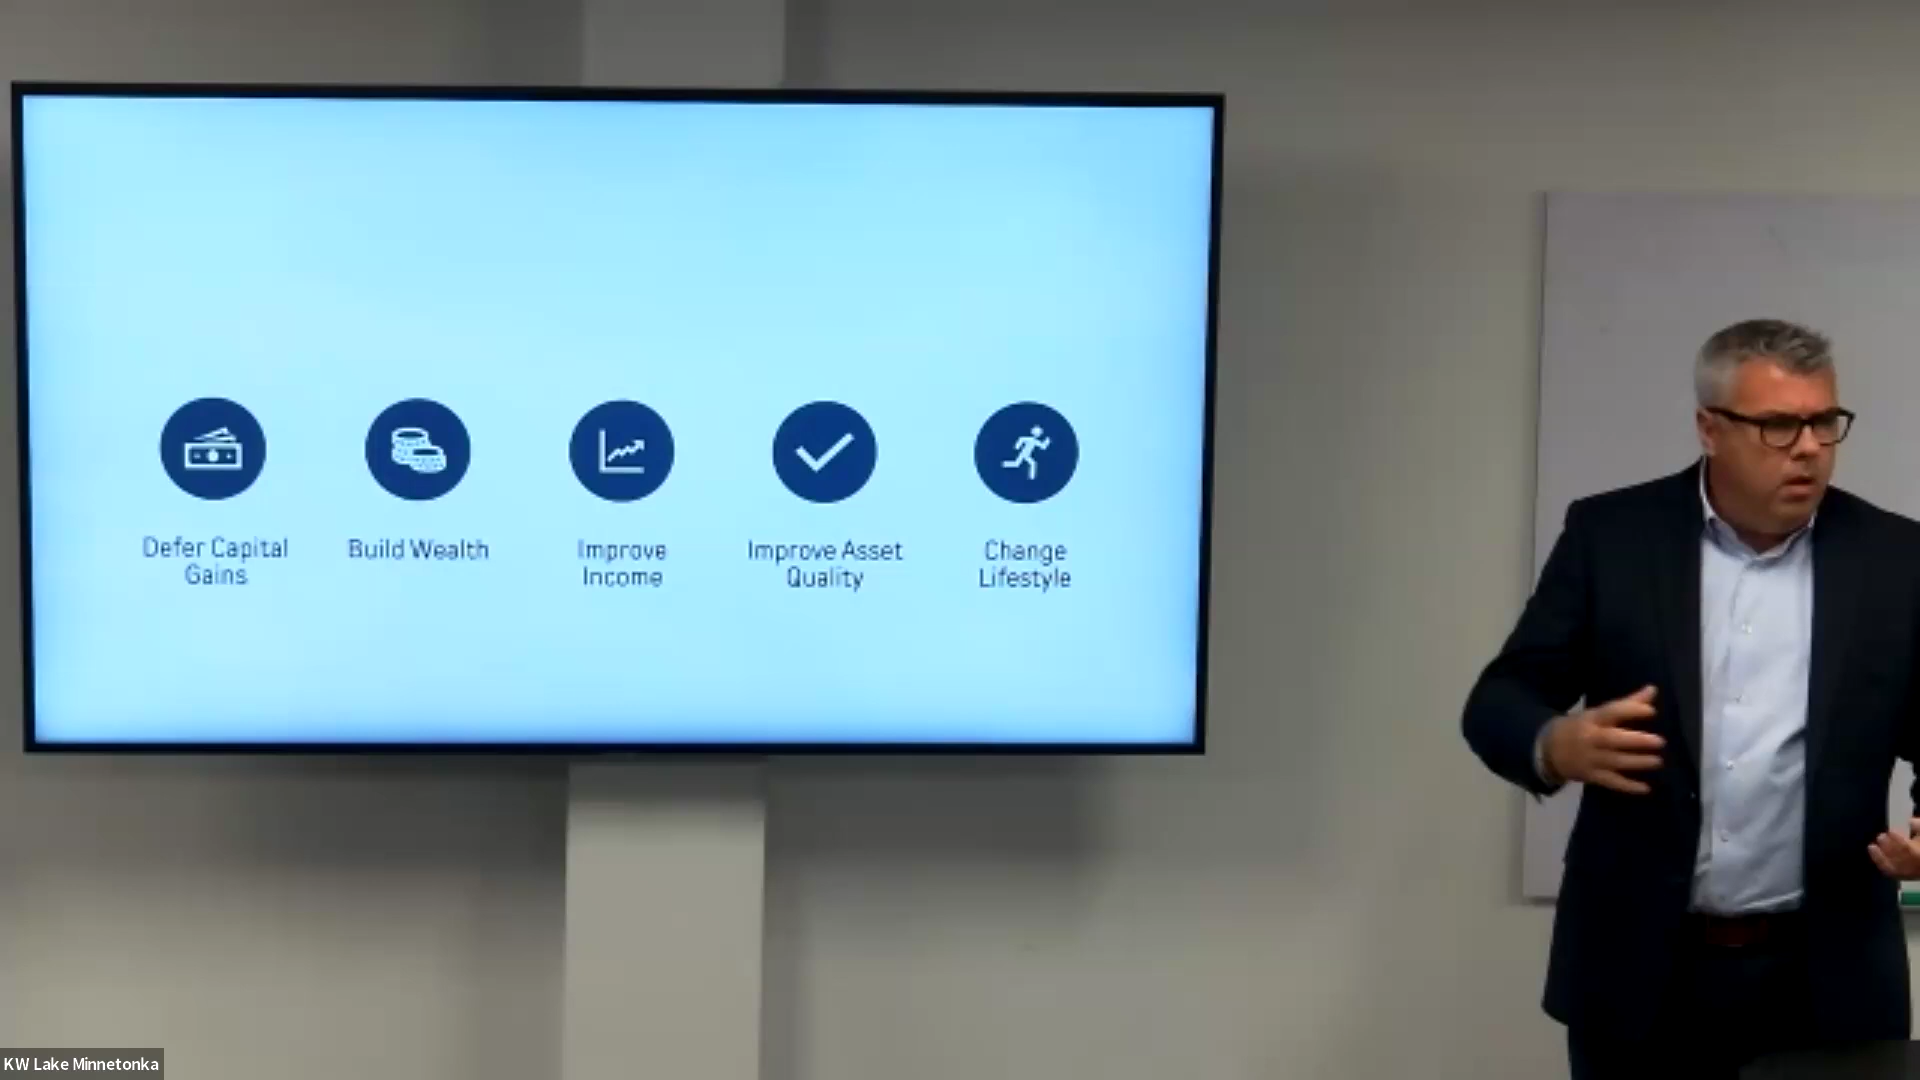 Defer Capital
Gains
Build Wealth
Improve
Income
Improve Asset
Quality
Change
Lifestyle
KW Lake Minnetonka